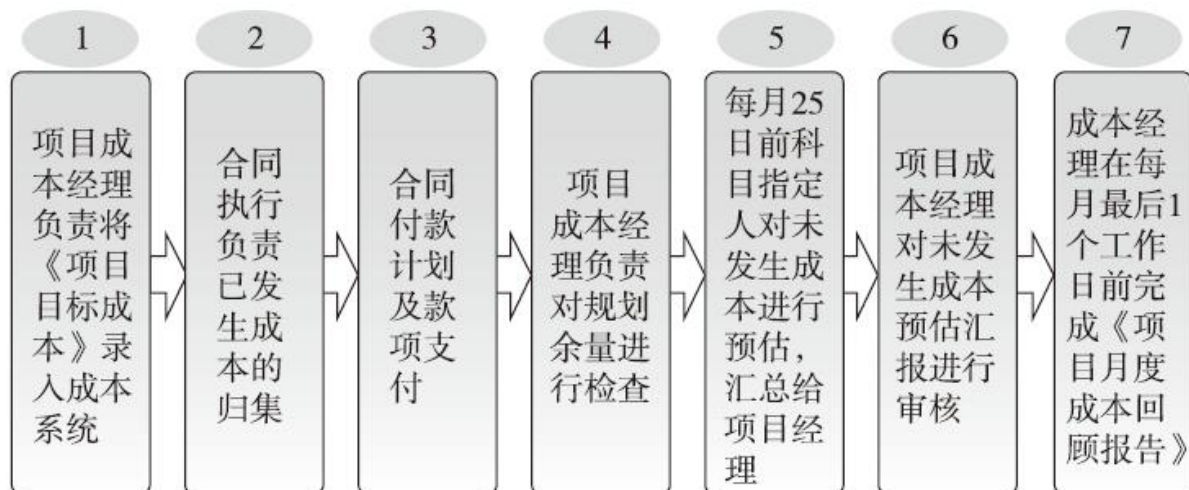 1
项目成
本经理
负责将
《项目
目标成
本》录
入成本
系统
2
合同
执行
负责
已发
生成
本的
归集
3
合同
付款
计划
及款
项支
付
4
项目
成本经
理负责
对规划
余量进
行检查
5
每月25
日前科
目指定
人对未
发生成
本进行
预估，
汇总给
项目经
理
6
项目成
本经理
对未发
生成本
预估汇
报进行
审核
7
成本经
理在每
月最后1
个工作
日前完
成《项
目月度
成本回
顾报告》